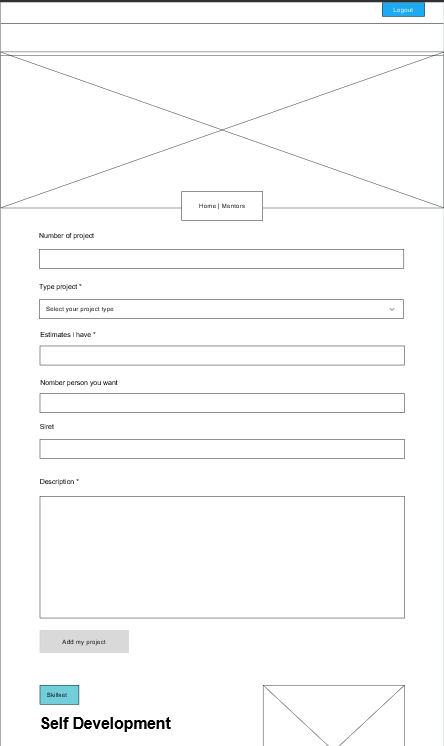 Logout
Home | Mentors
Number of project
Type project *
Select your project type
Estimates i have *
Nomber person you want
Siret
Description *
Add my project
Skillset
Self Development